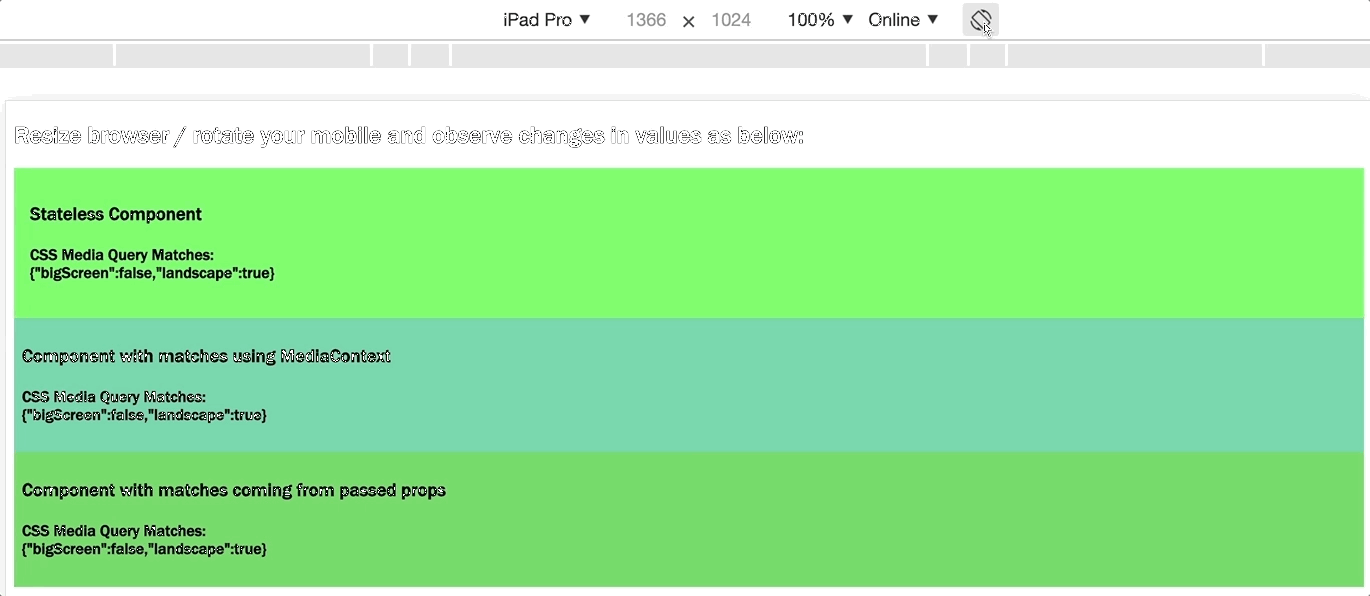 iPad Pro ▼ 1366 × 1024 100% ▼ Online ▼
Resize browser / rotate your mobile and observe changes in values as below:
Stateless Component
CSS Media Query Matches:
{"bigScreen":false,"landscape":true}
Component with matches using MediaContext
CSS Media Query Matches:
{"bigScreen":false,"landscape":true}
Component with matches coming from passed props
CSS Media Query Matches:
{"bigScreen":false,"landscape":true}